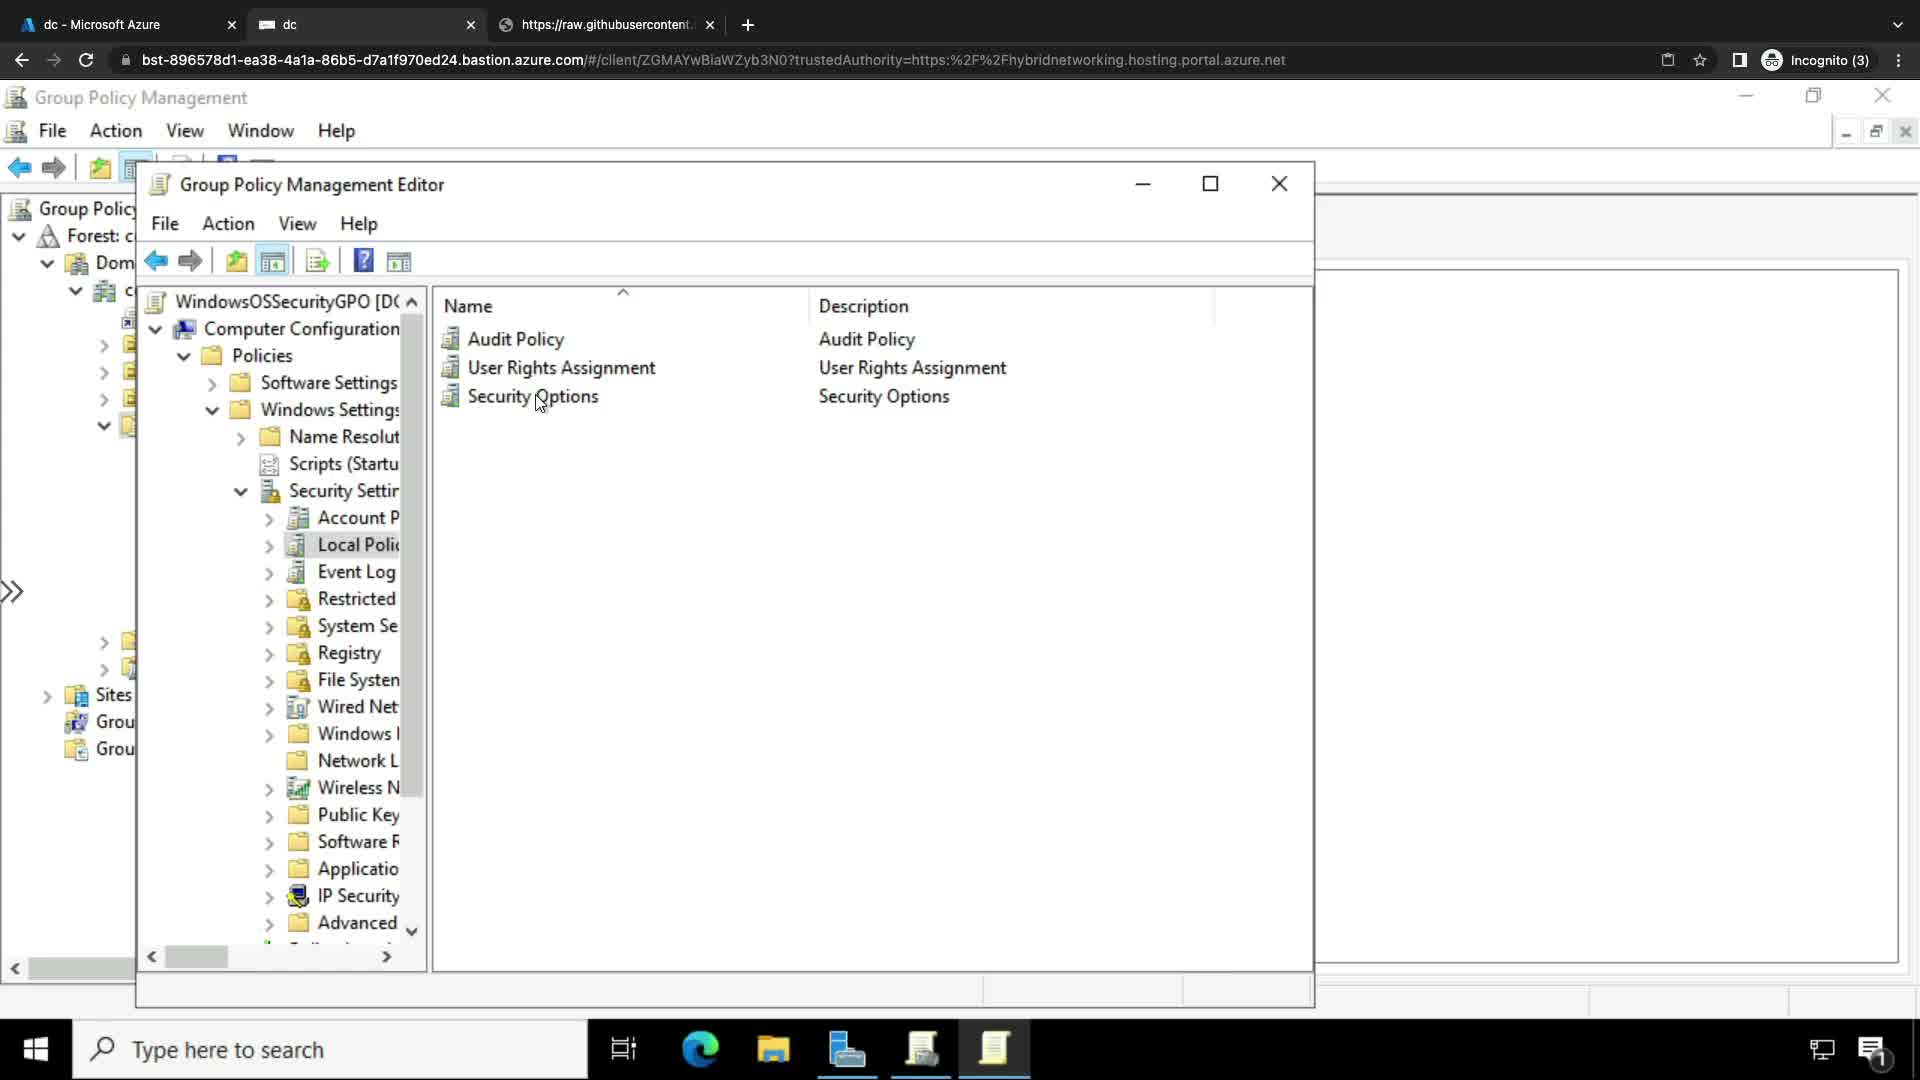 dc - Microsoft Azure
dc
https://raw.githubusercontent.
bst-896578d1-ea38-4a1a-86b5-d7a1f970ed24.bastion.azure.com/#/client/ZGMAYwBiaWZyb3N0?trustedAuthority=https:%2F%2Fhybridnetworking.hosting.portal.azure.net
Incognito (3)
Group Policy Management
File Action View Window Help
Group Policy Management Editor
File Action View Help
Group Policy
Forest: c
Dom
c
Sites
Grou
Grou
WindowsOSSecurityGPO [DC
Computer Configuration
Policies
Software Settings
Windows Settings
Name Resolut
Scripts (Startu
Security Settin
Account P
Local Polic
Event Log
Restricted
System Se
Registry
File System
Wired Net
Windows
Network L
Wireless N
Public Key
Software R
Applicatio
IP Security
Advanced
Name Description
Audit Policy Audit Policy
User Rights Assignment User Rights Assignment
Security Options Security Options
Type here to search
1